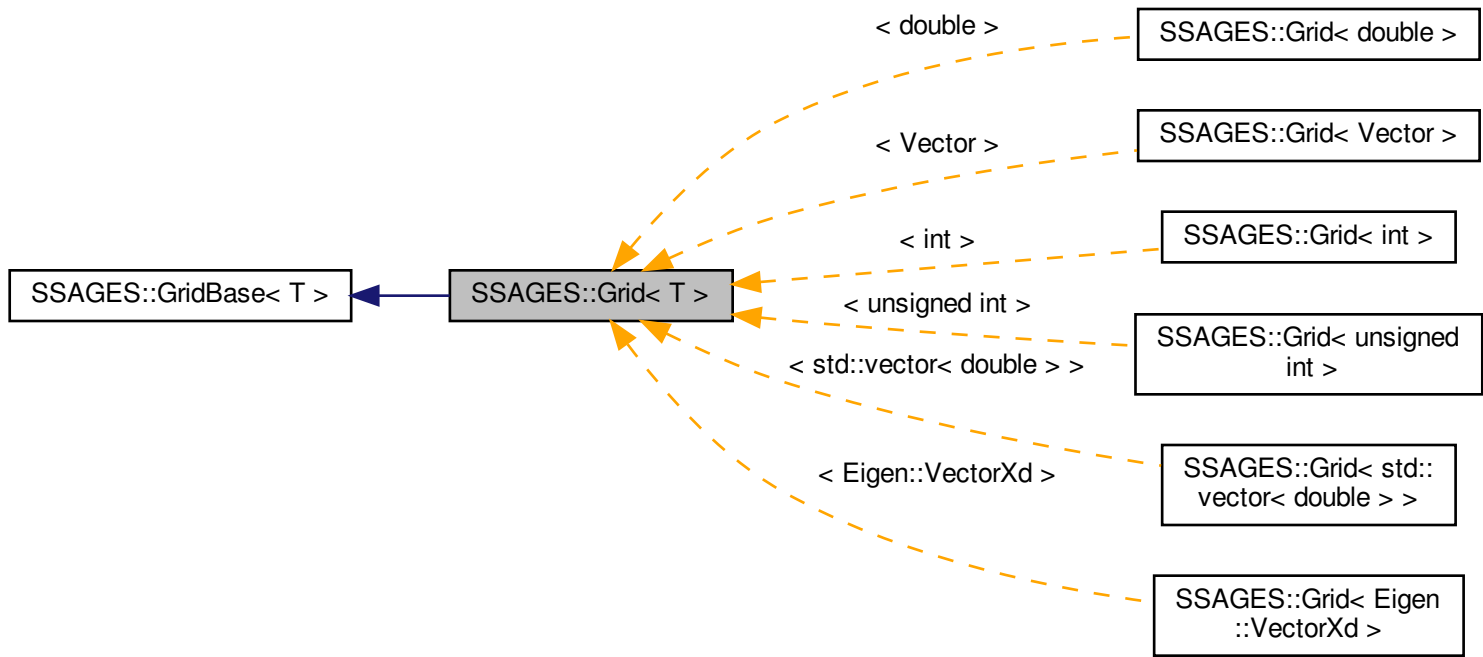 < double >
SSAGES::Grid< double >
< Vector >
SSAGES::Grid< Vector >
< int >
SSAGES::Grid< int >
SSAGES::GridBase< T >
SSAGES::Grid< T >
< unsigned int >
SSAGES::Grid< unsigned
int >
< std::vector< double > >
SSAGES::Grid< std::
vector< double > >
< Eigen::VectorXd >
SSAGES::Grid< Eigen
::VectorXd >